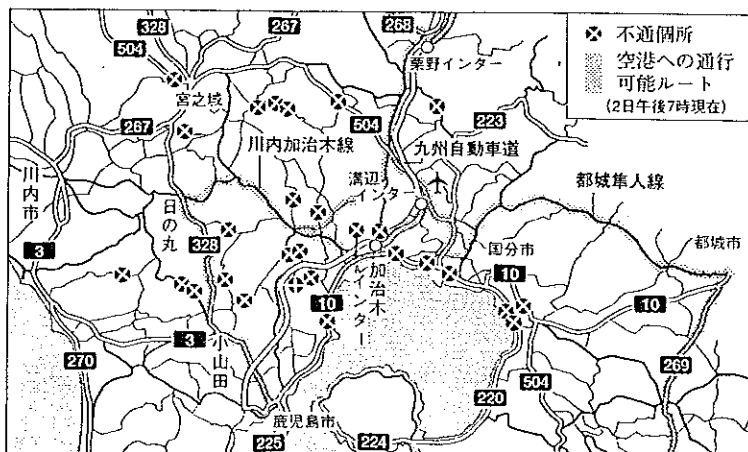 不通個所
空港への通行
可能ルート
(2日午後7時現在)
328
267
268
504
栗野インター
宮之城
267
504
223
川内加治木線
九州自動車道
溝辺
インター
都城隼人線
川内市
日の丸
328
3
加治木
インター
国分市
都城市
10
10
10
3
小山田
270
269
220
504
鹿児島市
225
224